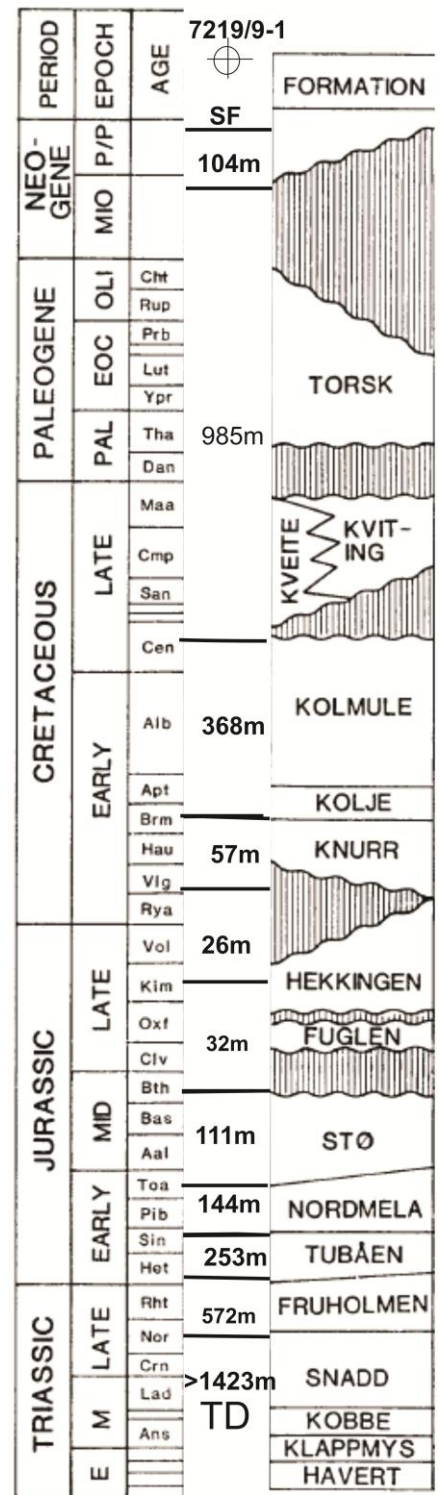 7219/9-1
PERIOD
EPOCH
AGE
FORMATION
SF
NEO-
GENE
P/P
MIO
104m
PALEOGENE
OLI
EOC
PAL
Cht
Rup
Prb
Lut
Ypr
Tha
Dan
985m
TORSK
CRETACEOUS
LATE
EARLY
Maa
Cmp
San
Cen
Alb
Apt
Brm
Hau
Vlg
Rya
KVEITE
KVIT-
ING
368m
KOLMULE
KOLJE
57m
KNURR
JURASSIC
LATE
MID
EARLY
Vol
Kim
Oxf
Clv
Bth
Bas
Aal
Toa
Plb
Sin
Het
26m
HEKKINGEN
32m
FUGLEN
111m
STØ
144m
NORDMELA
253m
TUBÅEN
TRIASSIC
LATE
M
E
Rht
Nor
Crn
Lad
Ans
572m
FRUHOLMEN
>1423m
TD
SNADD
KOBBE
KLAPPMYS
HAVERT